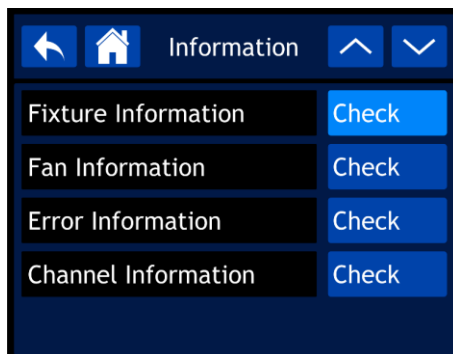 Information
Fixture Information Check
Fan Information Check
Error Information Check
Channel Information Check